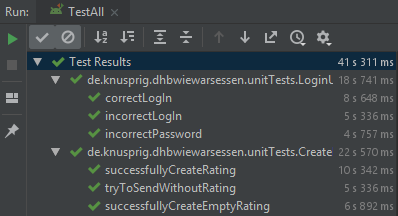 Run: TestAll
Test Results 41 s 311 ms
de.knusprig.dhbwiewarsessen.unitTests.LoginU 18 s 741 ms
correctLogIn 8 s 648 ms
incorrectLogIn 5 s 336 ms
incorrectPassword 4 s 757 ms
de.knusprig.dhbwiewarsessen.unitTests.Create 22 s 570 ms
successfullyCreateRating 10 s 342 ms
tryToSendWithoutRating 5 s 336 ms
successfullyCreateEmptyRating 6 s 892 ms